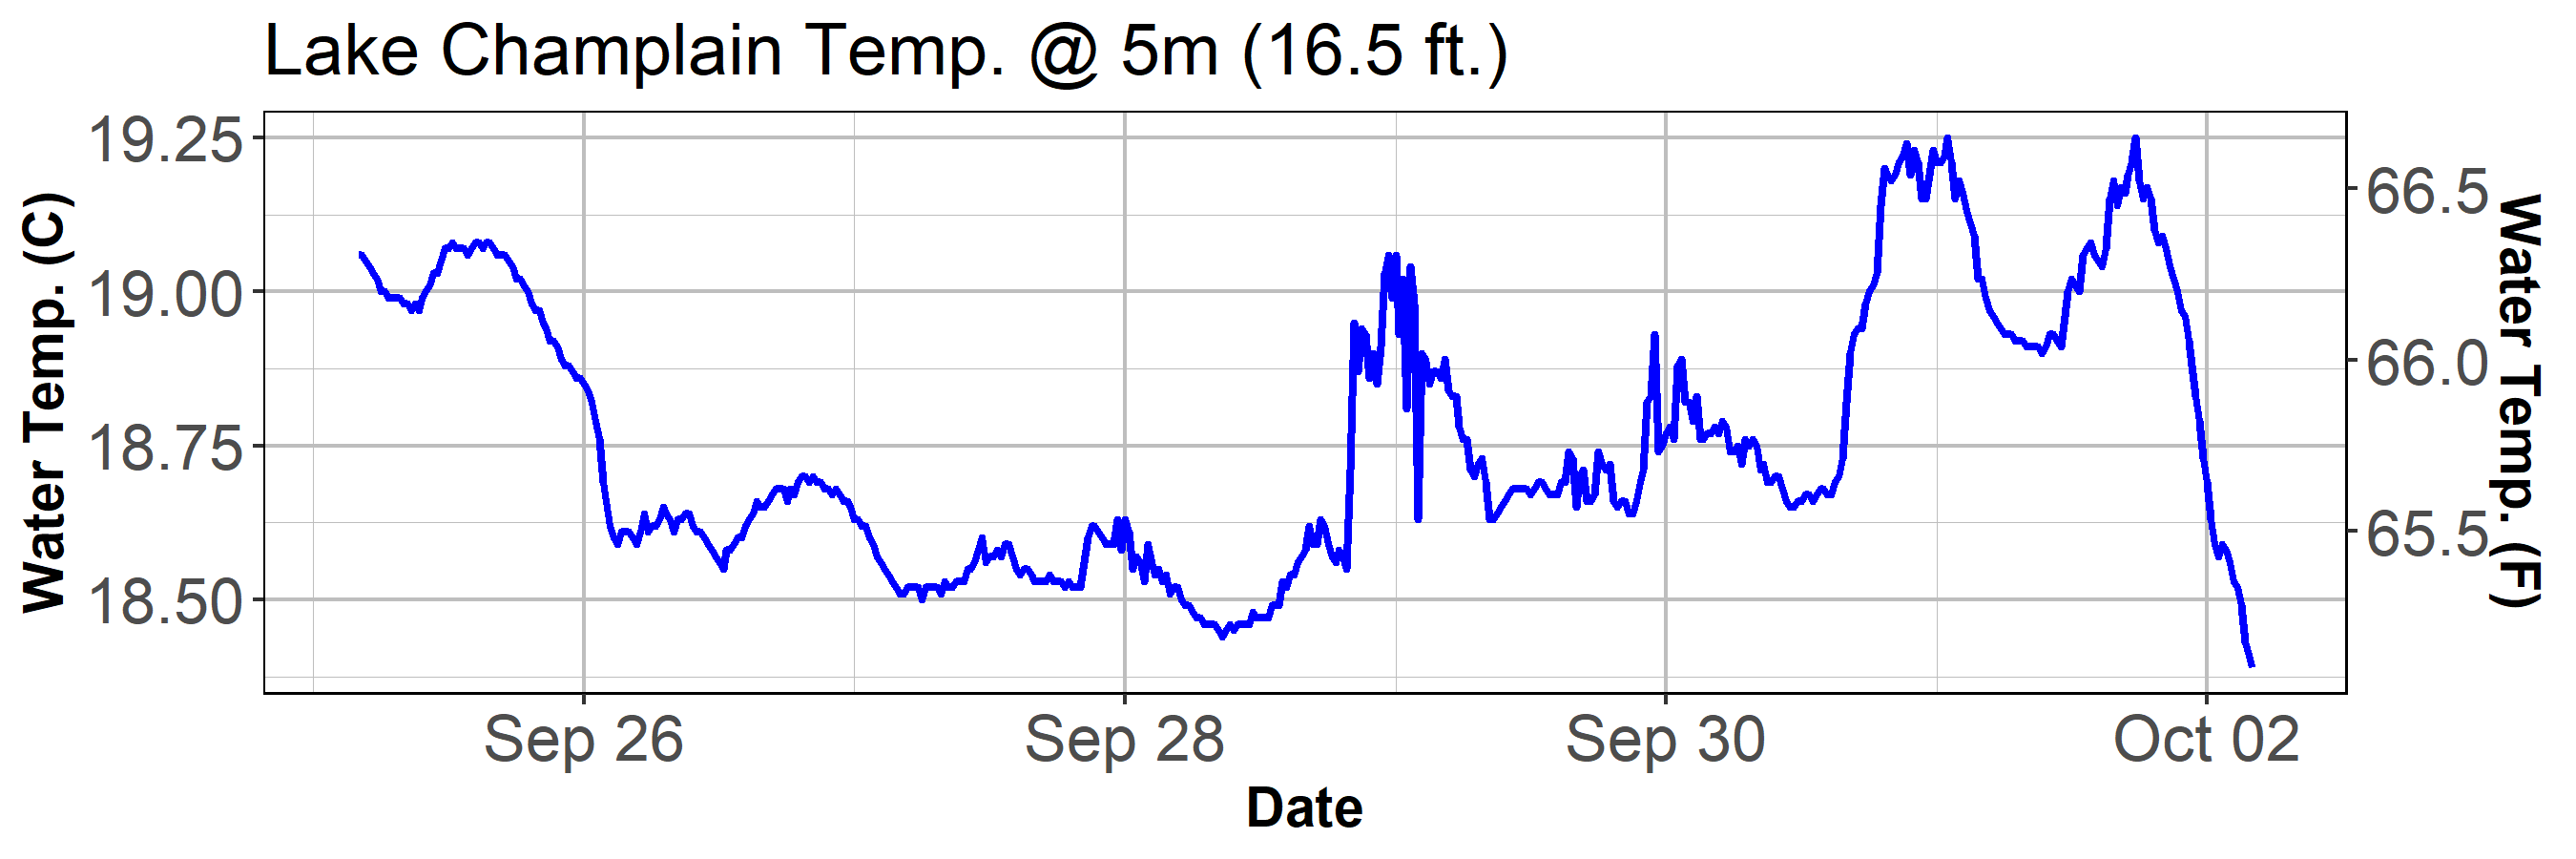 Lake Champlain Temp. @ 5m (16.5 ft.)
Water Temp. (C)
19.25
19.00
18.75
18.50
66.5
66.0
65.5
Water Temp. (F)
Sep 26 Sep 28 Sep 30 Oct 02
Date